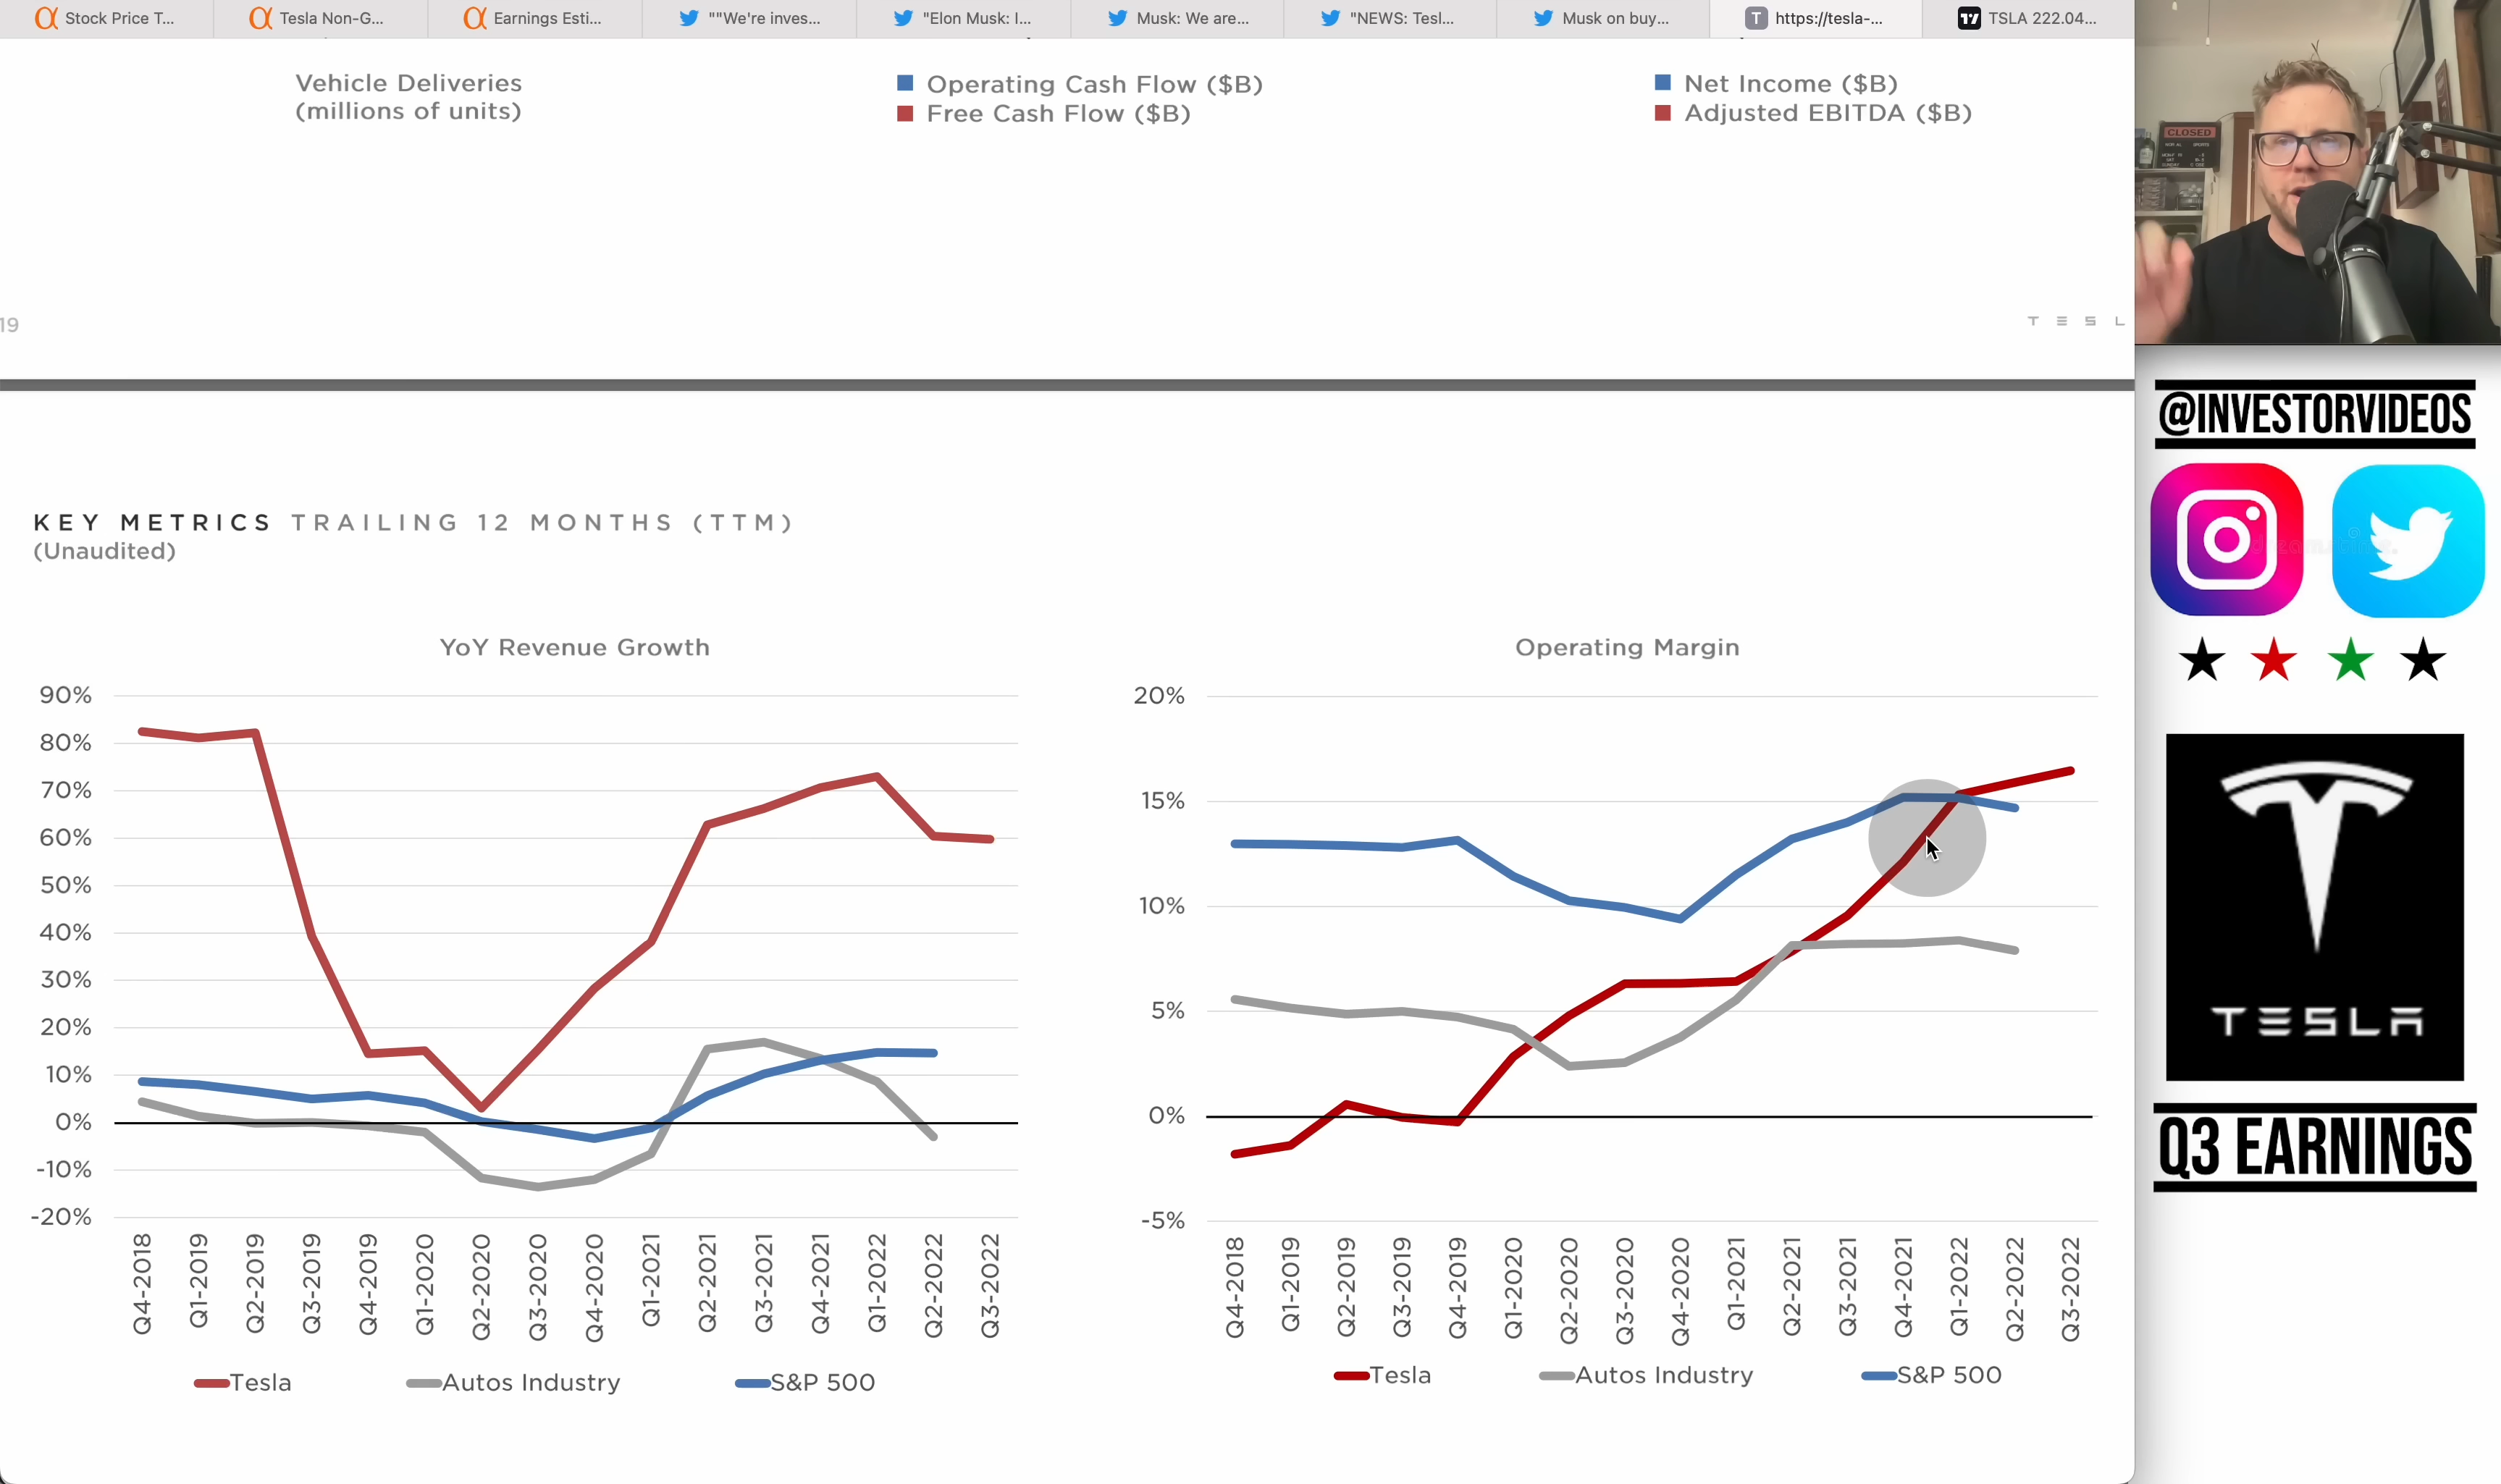 Stock Price T...
Tesla Non-G...
Earnings Esti...
""We're inves...
"Elon Musk: I...
Musk: We are...
"NEWS: Tesl...
Musk on buy...
T
https://tesla-...
TSLA 222.04...
Vehicle Deliveries
(millions of units)
Operating Cash Flow ($B)
Free Cash Flow ($B)
Net Income ($B)
Adjusted EBITDA ($B)
CLOSED
19
TESL
@INVESTORVIDEOS
KEY METRICS TRAILING 12 MONTHS (TTM)
(Unaudited)
YoY Revenue Growth
90%
80%
70%
60%
50%
40%
30%
20%
10%
0%
-10%
-20%
Q4-2018
Q1-2019
Q2-2019
Q3-2019
Q4-2019
Q1-2020
Q2-2020
Q3-2020
Q4-2020
Q1-2021
Q2-2021
Q3-2021
Q4-2021
Q1-2022
Q2-2022
Q3-2022
Tesla
Autos Industry
S&P 500
Operating Margin
20%
15%
10%
5%
0%
-5%
Q4-2018
Q1-2019
Q2-2019
Q3-2019
Q4-2019
Q1-2020
Q2-2020
Q3-2020
Q4-2020
Q1-2021
Q2-2021
Q3-2021
Q4-2021
Q1-2022
Q2-2022
Q3-2022
Tesla
Autos Industry
S&P 500
TESLA
Q3 EARNINGS